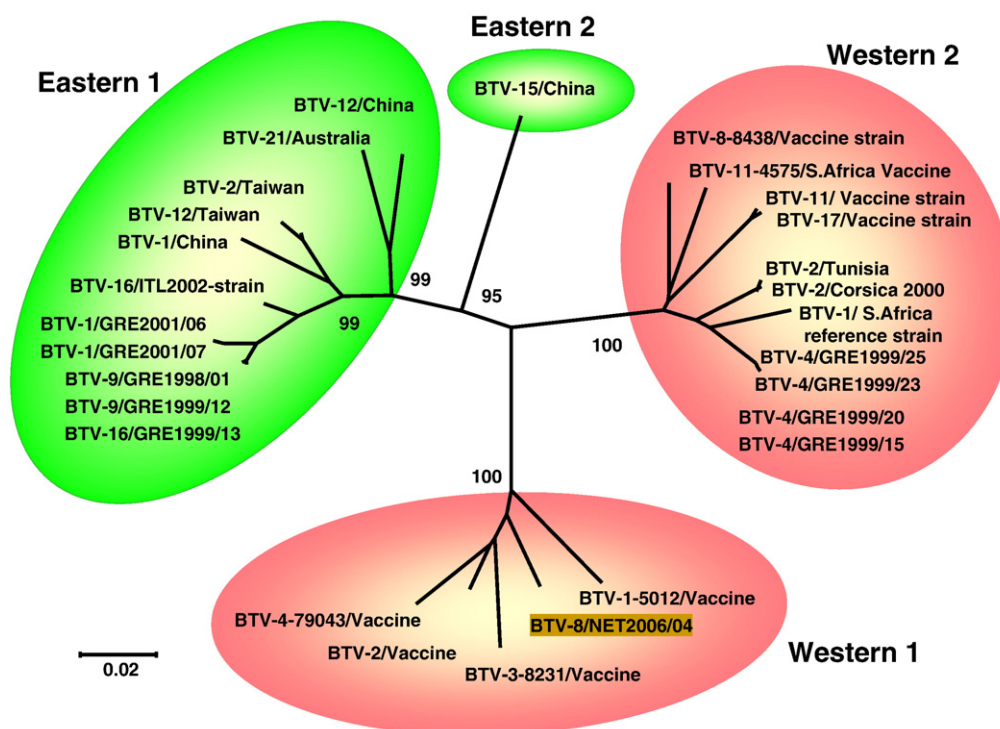 Eastern 2
Eastern 1
Western 2
BTV-15/China
BTV-12/China
BTV-21/Australia
BTV-2/Taiwan
BTV-12/Taiwan
BTV-1/China
BTV-16/ITL2002-strain
BTV-1/GRE2001/06
BTV-1/GRE2001/07
BTV-9/GRE1998/01
BTV-9/GRE1999/12
BTV-16/GRE1999/13
99
99
95
100
BTV-8-8438/Vaccine strain
BTV-11-4575/S.Africa Vaccine
BTV-11/ Vaccine strain
BTV-17/Vaccine strain
BTV-2/Tunisia
BTV-2/Corsica 2000
BTV-1/ S.Africa
reference strain
BTV-4/GRE1999/25
BTV-4/GRE1999/23
BTV-4/GRE1999/20
BTV-4/GRE1999/15
100
BTV-1-5012/Vaccine
BTV-4-79043/Vaccine
BTV-8/NET2006/04
BTV-2/Vaccine
BTV-3-8231/Vaccine
Western 1
0.02